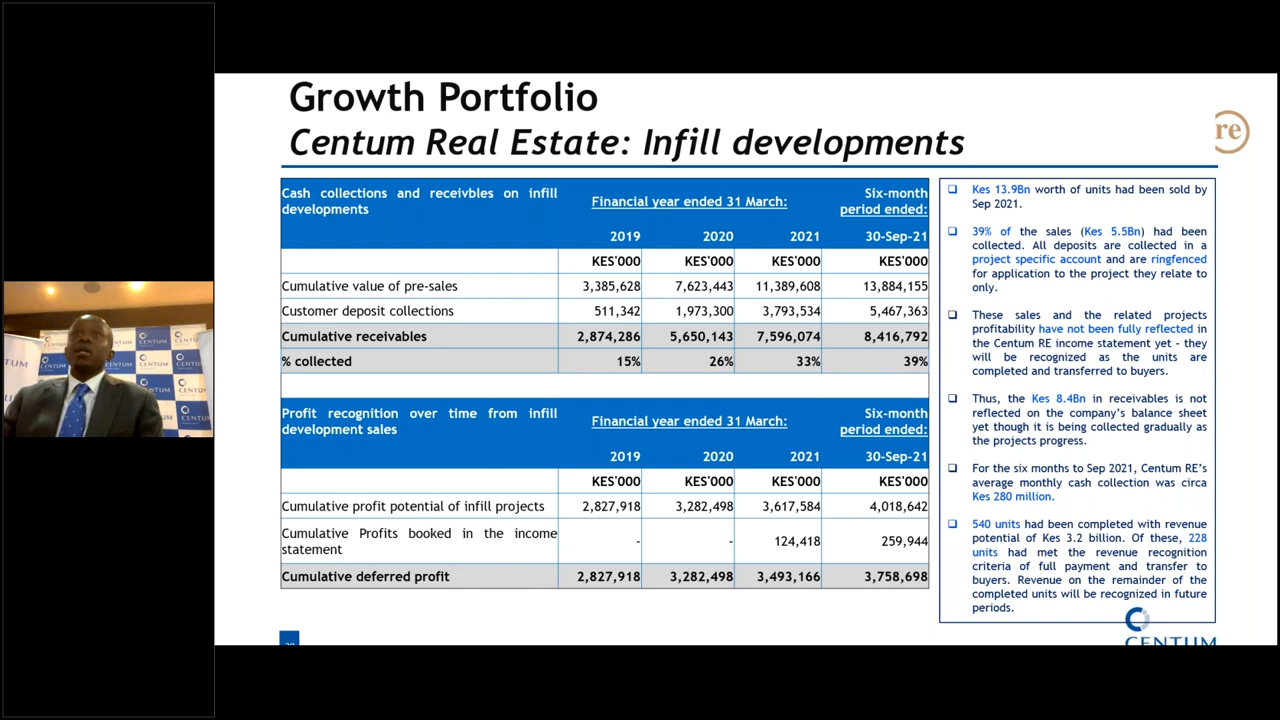 Growth Portfolio
Centum Real Estate: Infill developments
re
Cash collections and receivbles on infill developments
Financial year ended 31 March:
Six-month period ended:
2019 2020 2021 30-Sep-21
KES'000 KES'000 KES'000 KES'000
Cumulative value of pre-sales 3,385,628 7,623,443 11,389,608 13,884,155
Customer deposit collections 511,342 1,973,300 3,793,534 5,467,363
Cumulative receivables 2,874,286 5,650,143 7,596,074 8,416,792
% collected 15% 26% 33% 39%
Profit recognition over time from infill development sales
Financial year ended 31 March:
Six-month period ended:
2019 2020 2021 30-Sep-21
KES'000 KES'000 KES'000 KES'000
Cumulative profit potential of infill projects 2,827,918 3,282,498 3,617,584 4,018,642
Cumulative Profits booked in the income statement - - 124,418 259,944
Cumulative deferred profit 2,827,918 3,282,498 3,493,166 3,758,698
Kes 13.9Bn worth of units had been sold by
Sep 2021.
39% of the sales (Kes 5.5Bn) had been
collected. All deposits are collected in a
project specific account and are ringfenced
for application to the project they relate to
only.
These sales and the related projects
profitability have not been fully reflected in
the Centum RE income statement yet - they
will be recognized as the units are
completed and transferred to buyers.
Thus, the Kes 8.4Bn in receivables is not
reflected on the company's balance sheet
yet though it is being collected gradually as
the projects progress.
For the six months to Sep 2021, Centum RE's
average monthly cash collection was circa
Kes 280 million.
540 units had been completed with revenue
potential of Kes 3.2 billion. Of these, 228
units had met the revenue recognition
criteria of full payment and transfer to
buyers. Revenue on the remainder of the
completed units will be recognized in future
periods.
CENTUM
CENTUM